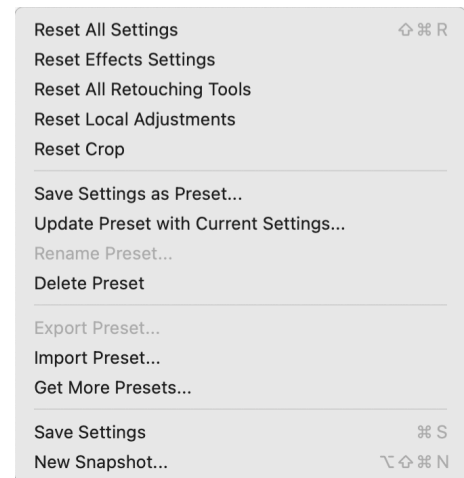 Reset All Settings ⇧⌘R
Reset Effects Settings
Reset All Retouching Tools
Reset Local Adjustments
Reset Crop
Save Settings as Preset...
Update Preset with Current Settings...
Rename Preset...
Delete Preset
Export Preset...
Import Preset...
Get More Presets...
Save Settings ⌘S
New Snapshot... ⌥⇧⌘N